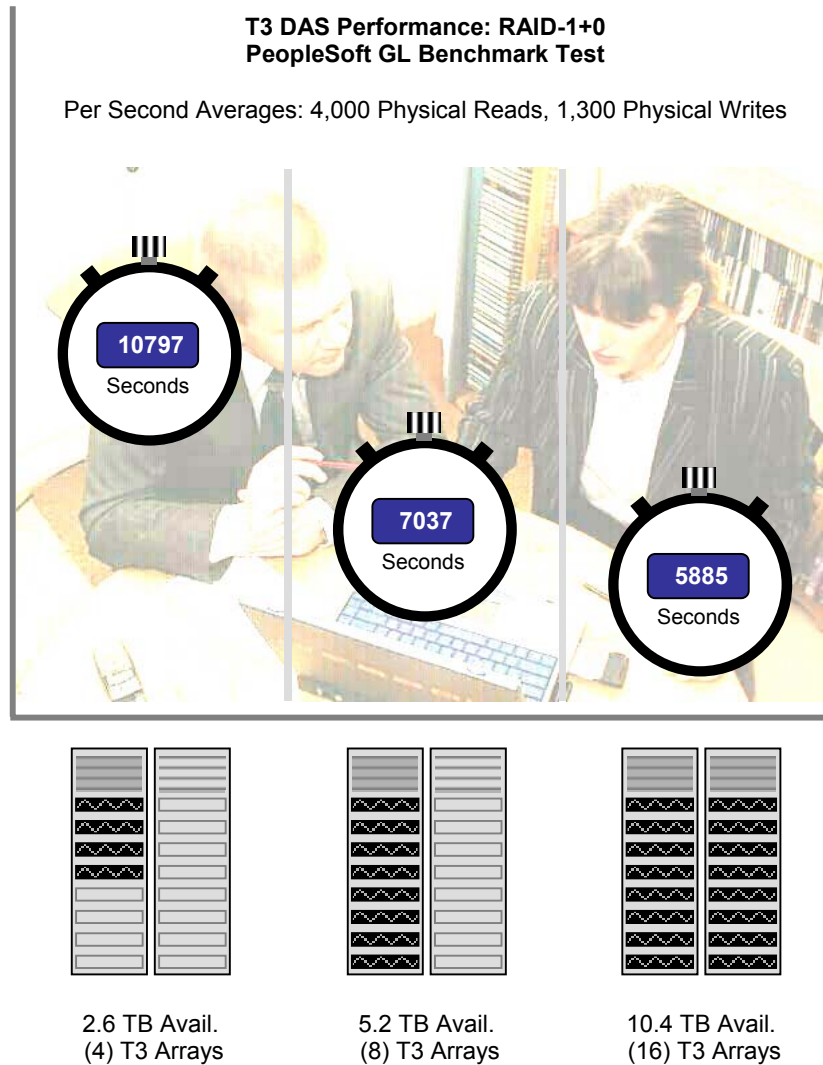 T3 DAS Performance: RAID-1+0
PeopleSoft GL Benchmark Test
Per Second Averages: 4,000 Physical Reads, 1,300 Physical Writes
10797
Seconds
7037
Seconds
5885
Seconds
2.6 TB Avail.
(4) T3 Arrays
5.2 TB Avail.
(8) T3 Arrays
10.4 TB Avail.
(16) T3 Arrays